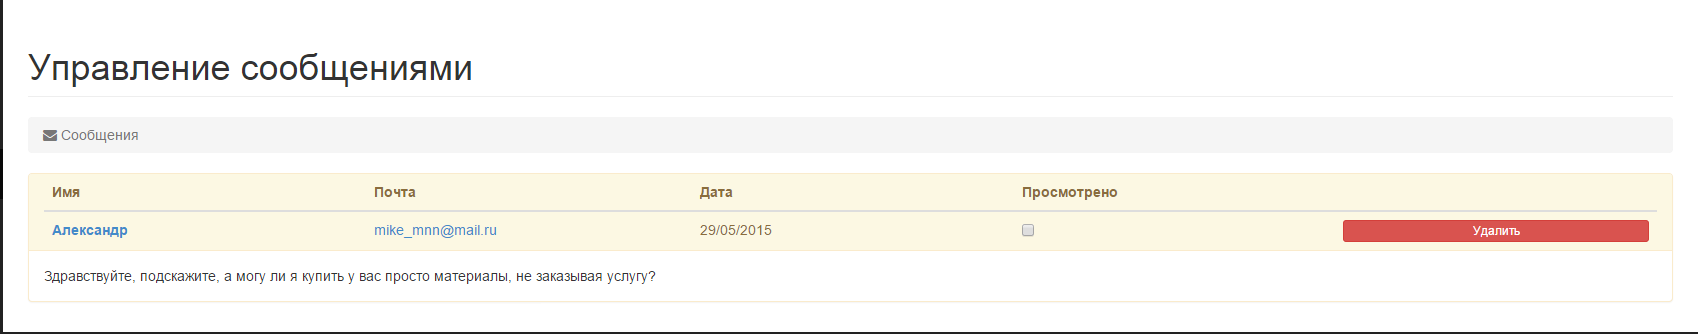 Управление сообщениями
Сообщения
Имя Почта Дата Просмотрено
Александр mike_mnn@mail.ru 29/05/2015 Удалить
Здравствуйте, подскажите, а могу ли я купить у вас просто материалы, не заказывая услугу?